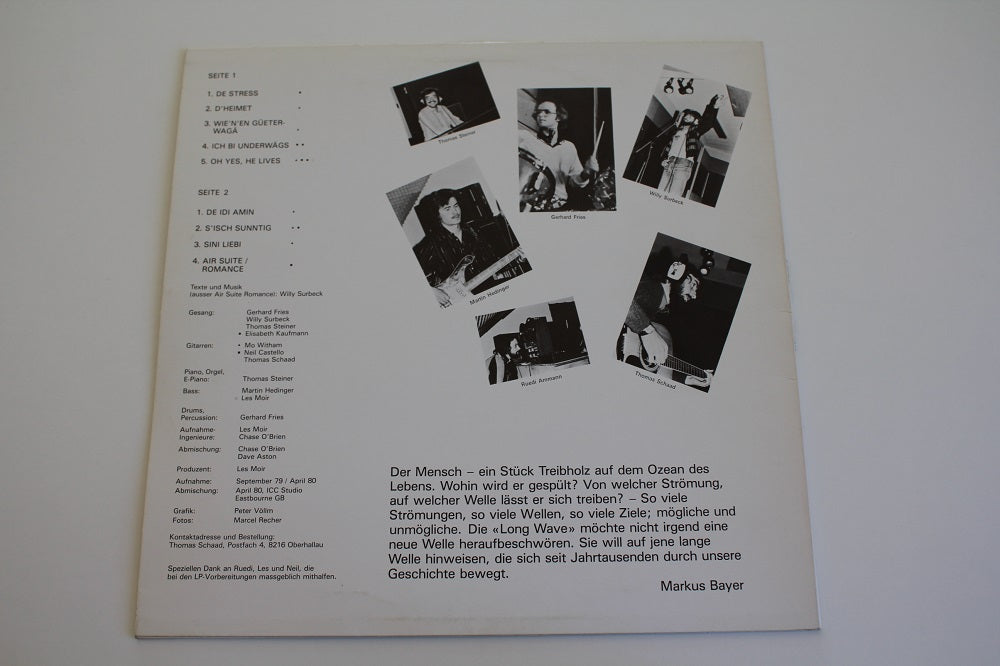 SEITE 1
1. DE STRESS •
2. D'HEIMET •
3. WIE'N'EN GÜETER-
WAGÄ •
4. ICH BI UNDERWÄGS • •
5. OH YES, HE LIVES • • •
SEITE 2
1. DE IDI AMIN •
2. S'ISCH SUNNTIG • •
3. SINI LIEBI •
4. AIR SUITE /
ROMANCE •
Texte und Musik
(ausser Air Suite Romance): Willy Surbeck
Gesang: Gerhard Fries
Willy Surbeck
Thomas Steiner
• Elisabeth Kaufmann
Gitarren: • Mo Witham
• Neil Castello
Thomas Schaad
Piano, Orgel,
E-Piano: Thomas Steiner
Bass: Martin Hedinger
• Les Moir
Drums,
Percussion: Gerhard Fries
Aufnahme- Les Moir
Ingenieure: Chase O'Brien
Abmischung: Chase O'Brien
Dave Aston
Produzent: Les Moir
Aufnahme: September 79 / April 80
Abmischung: April 80, ICC Studio
Eastbourne GB
Grafik: Peter Völlm
Fotos: Marcel Recher
Kontaktadresse und Bestellung:
Thomas Schaad, Postfach 4, 8216 Oberhallau
Speziellen Dank an Ruedi, Les und Neil, die
bei den LP-Vorbereitungen massgeblich mithalfen.
Thomas Steiner
Gerhard Fries
Willy Surbeck
Martin Hedinger
Ruedi Ammann
Thomas Schaad
Der Mensch – ein Stück Treibholz auf dem Ozean des
Lebens. Wohin wird er gespült? Von welcher Strömung,
auf welcher Welle lässt er sich treiben? – So viele
Strömungen, so viele Wellen, so viele Ziele; mögliche und
unmögliche. Die «Long Wave» möchte nicht irgend eine
neue Welle heraufbeschwören. Sie will auf jene lange
Welle hinweisen, die sich seit Jahrtausenden durch unsere
Geschichte bewegt.
Markus Bayer